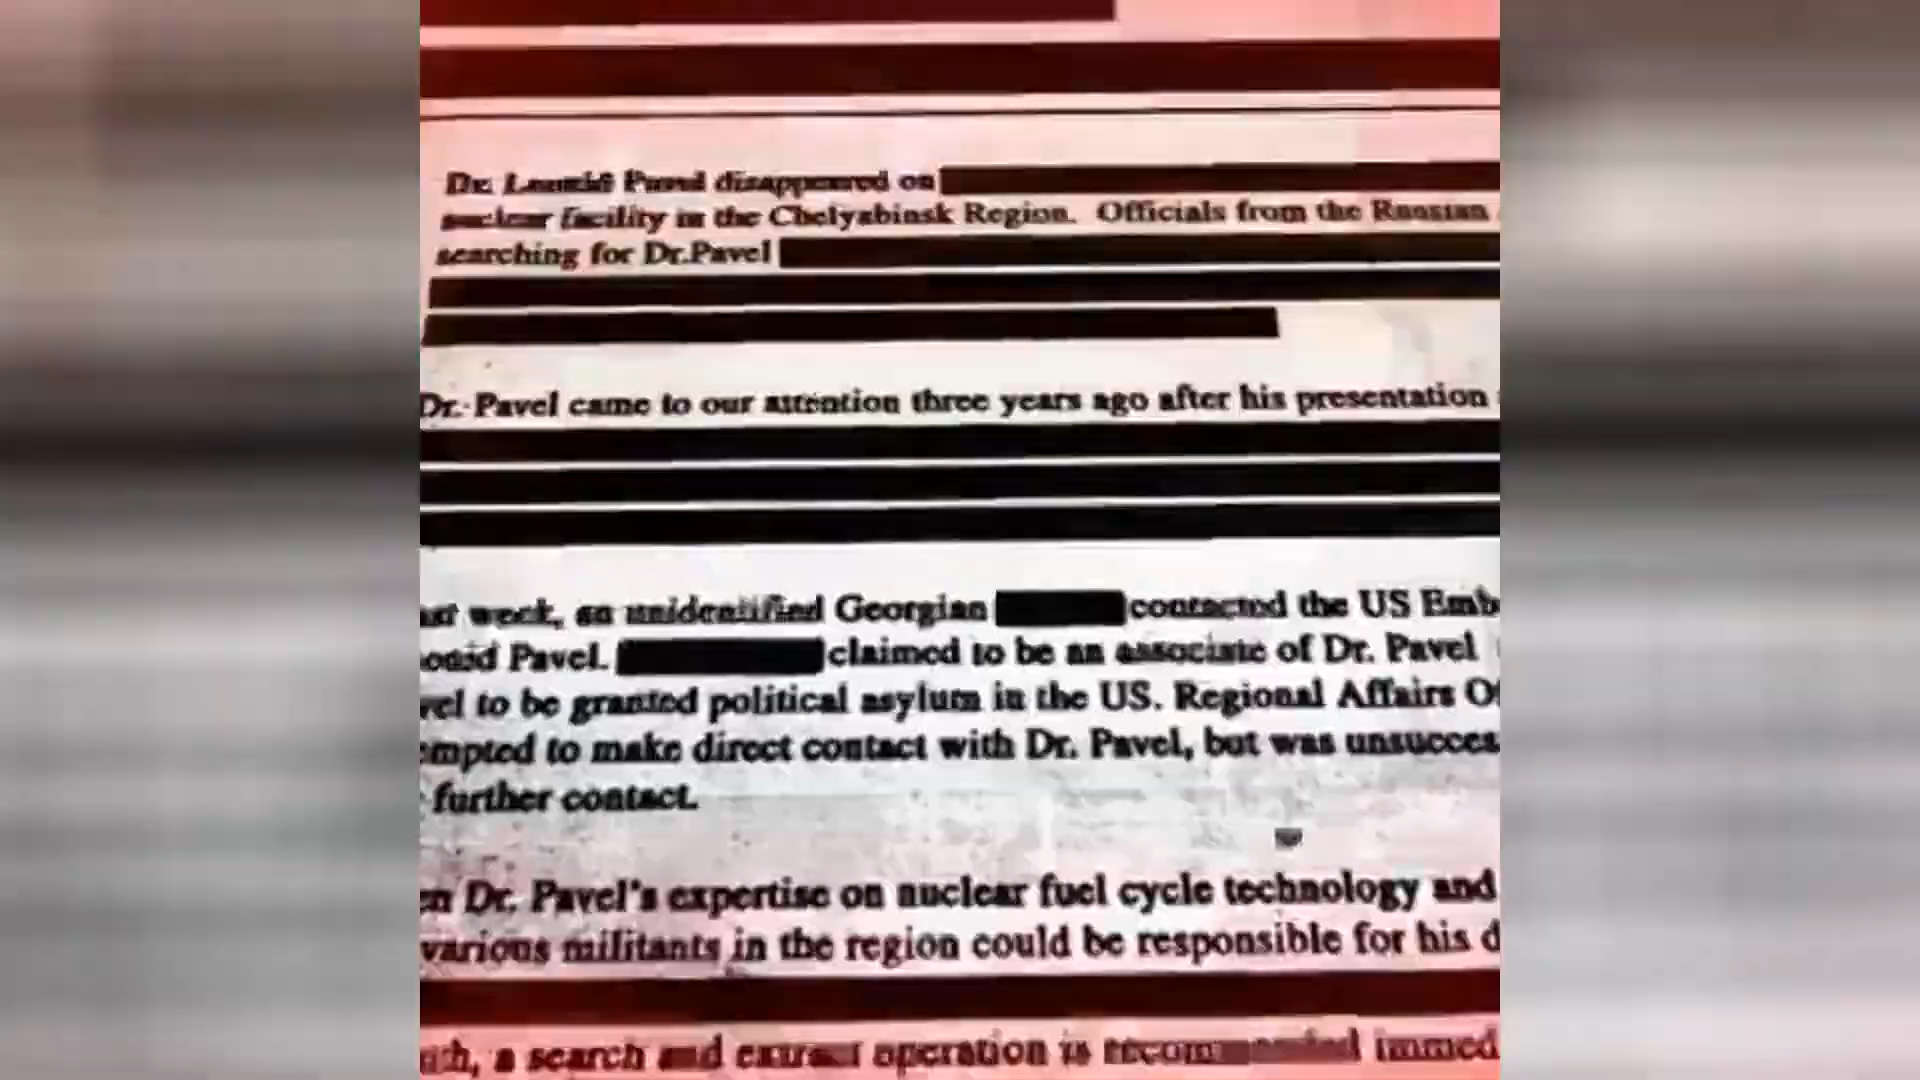 Dr. Leonid Pavel disappeared on
nuclear facility in the Chelyabinsk Region. Officials from the Russian
searching for Dr.Pavel
Dr. Pavel came to our attention three years ago after his presentation
week, an unidentified Georgian contacted the US
Pavel. claimed to be an associate of Dr. Pavel
to be granted political asylum in the US. Regional Affairs
to make direct contact with Dr. Pavel, but was
further contact.
Dr. Pavel's expertise on nuclear fuel cycle technology and
various militants in the region could be responsible for his
a search and extract operation is recommended